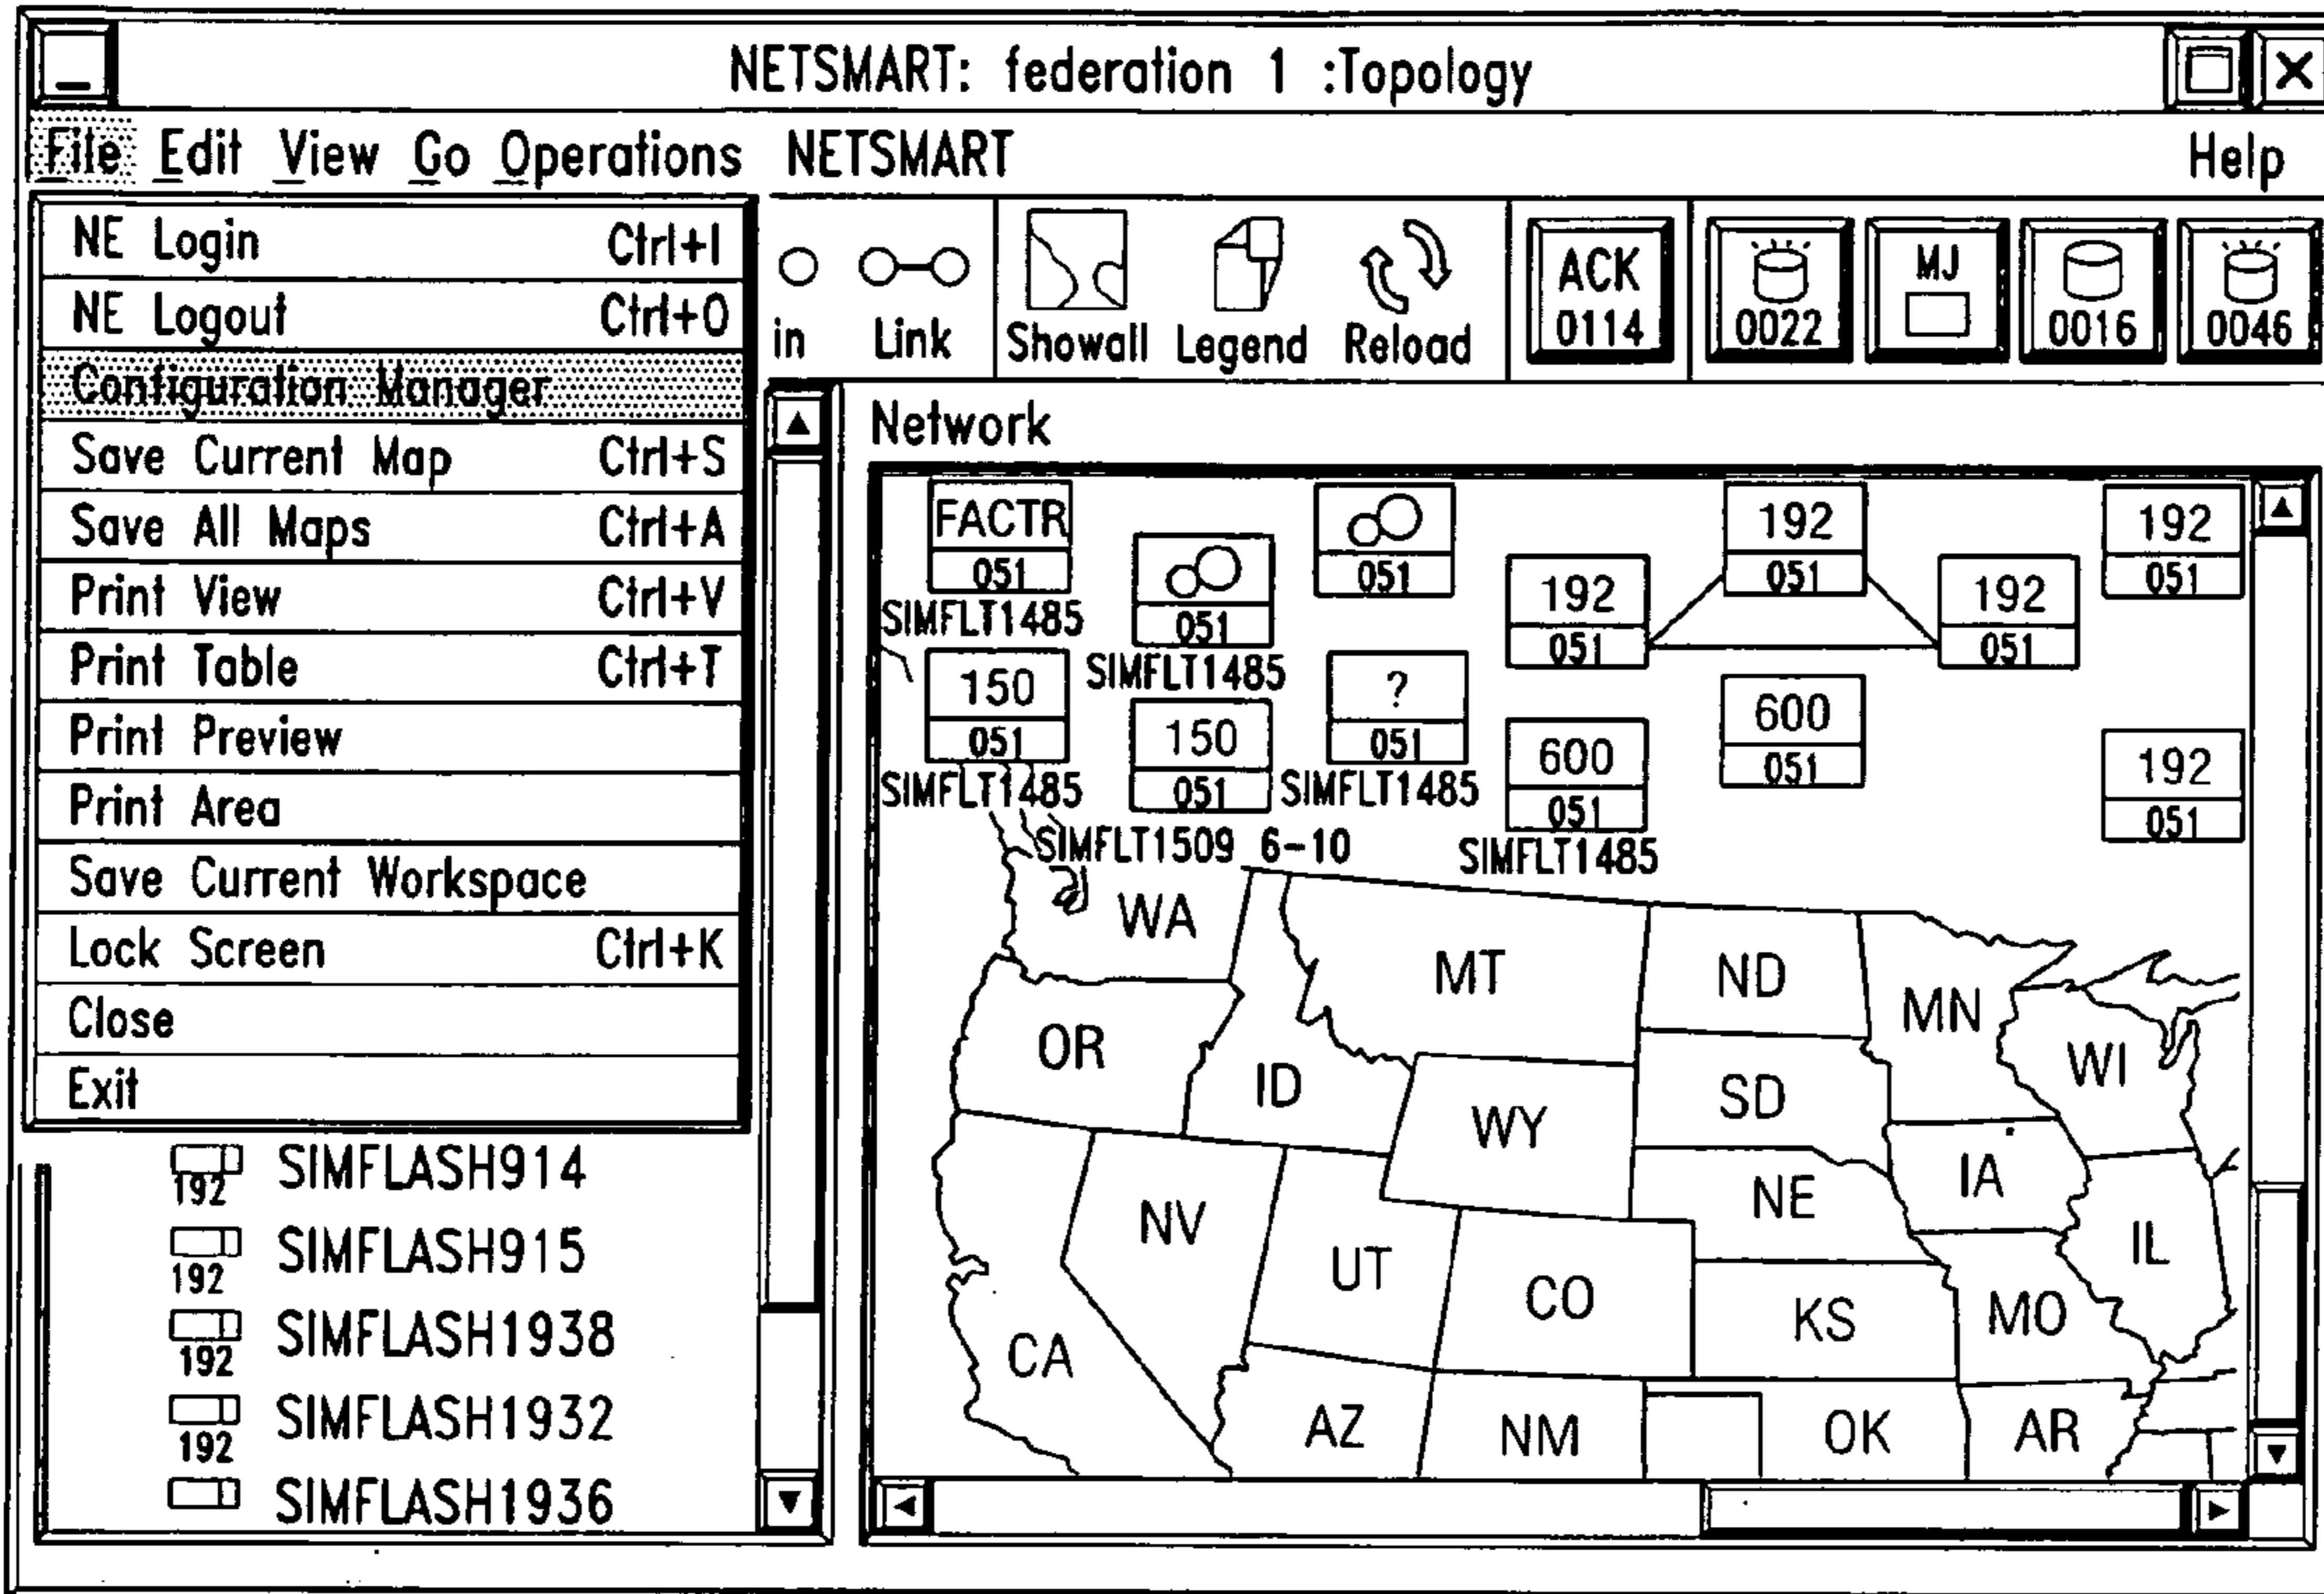 NETSMART: federation 1 :Topology
File Edit View Go Operations NETSMART Help
NE Login Ctrl+I
NE Logout Ctrl+O
Configuration Manager
Save Current Map Ctrl+S
Save All Maps Ctrl+A
Print View Ctrl+V
Print Table Ctrl+T
Print Preview
Print Area
Save Current Workspace
Lock Screen Ctrl+K
Close
Exit
in Link Showall Legend Reload
ACK 0114
0022
MJ
0016
0046
SIMFLASH914
192
SIMFLASH915
192
SIMFLASH1938
192
SIMFLASH1932
192
SIMFLASH1936
Network
FACTR
051
SIMFLT1485
051
SIMFLT1485
051
192
051
192
051
192
051
192
051
150
051
SIMFLT1485
150
051
SIMFLT1509 6-10
?
051
SIMFLT1485
600
051
SIMFLT1485
600
051
192
051
WA
MT
ND
MN
WI
OR
ID
WY
SD
IA
NE
NV
UT
CO
IL
KS
MO
CA
AZ
NM
OK
AR